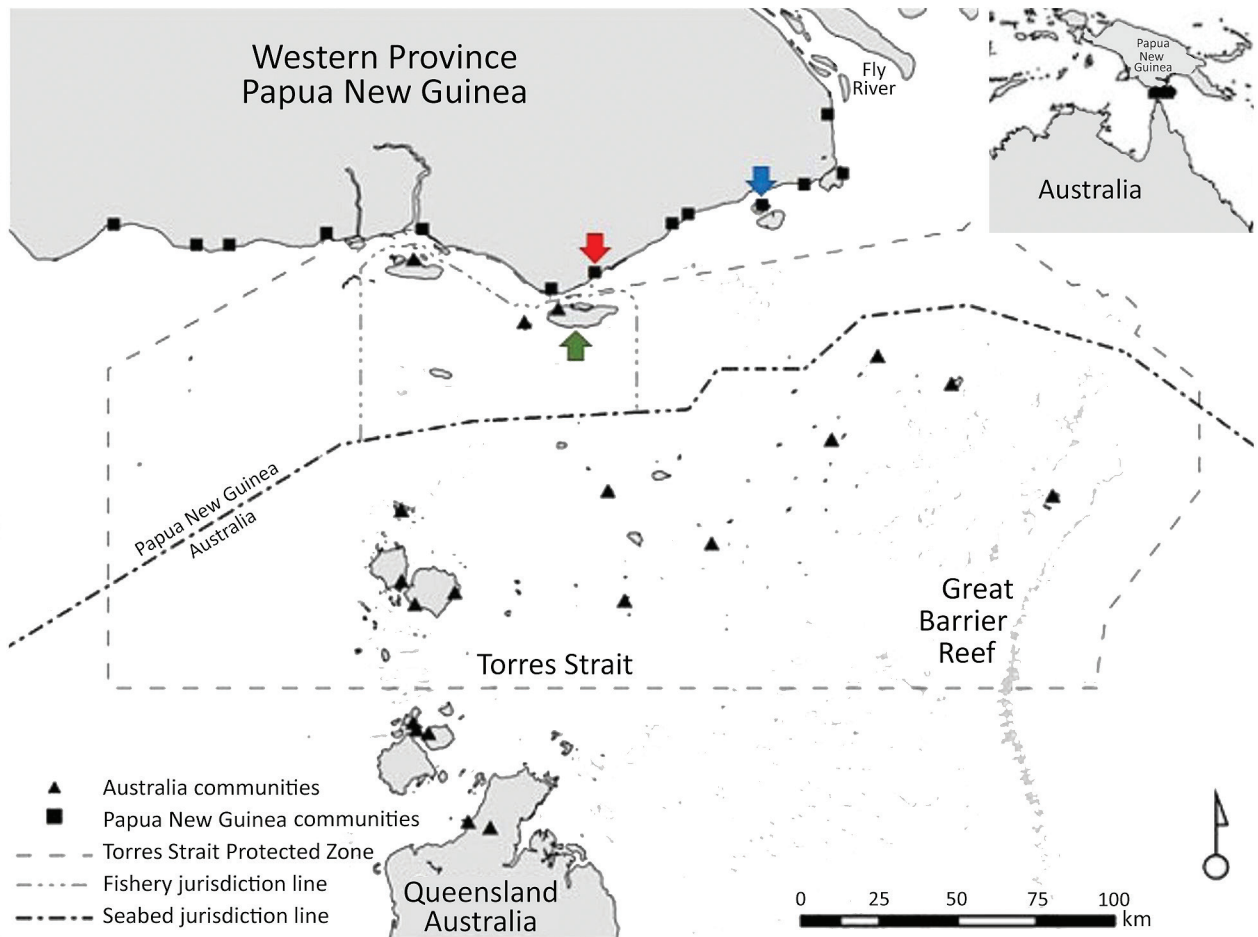 Western Province
Papua New Guinea
Fly
River
Papua
New
Guinea
Australia
Papua New Guinea
Australia
Great
Barrier
Reef
Torres Strait
Australia communities
Papua New Guinea communities
Torres Strait Protected Zone
Fishery jurisdiction line
Seabed jurisdiction line
Queensland
Australia
0 25 50 75 100
km